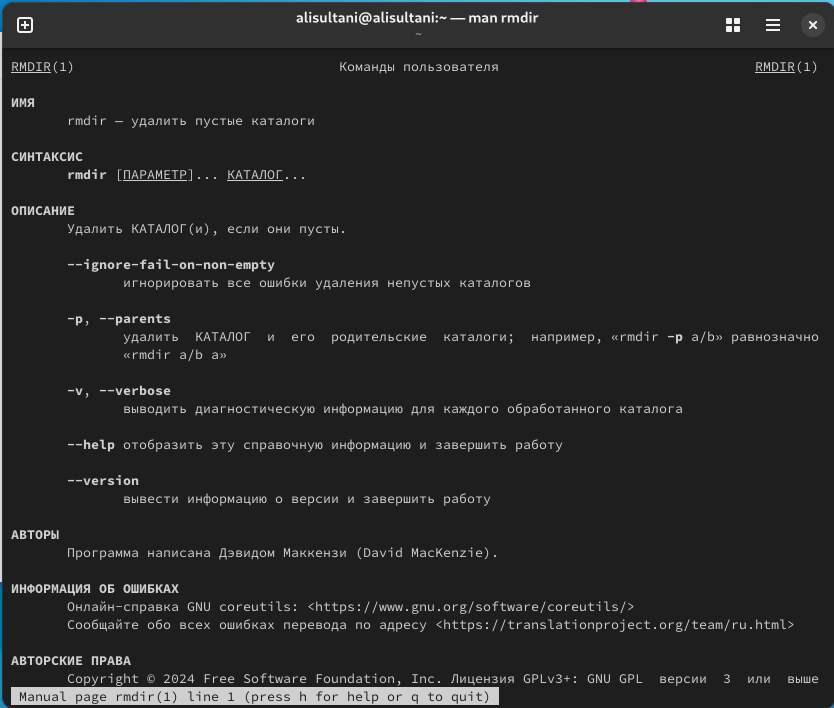 alisultani@alisultani:~ — man rmdir
~
RMDIR(1) Команды пользователя RMDIR(1)
ИМЯ
rmdir — удалить пустые каталоги
СИНТАКСИС
rmdir [ПАРАМЕТР]... КАТАЛОГ...
ОПИСАНИЕ
Удалить КАТАЛОГ(и), если они пусты.
--ignore-fail-on-non-empty
игнорировать все ошибки удаления непустых каталогов
-p, --parents
удалить КАТАЛОГ и его родительские каталоги; например, «rmdir -p a/b» равнозначно
«rmdir a/b a»
-v, --verbose
выводить диагностическую информацию для каждого обработанного каталога
--help отобразить эту справочную информацию и завершить работу
--version
вывести информацию о версии и завершить работу
АВТОРЫ
Программа написана Дэвидом Маккензи (David MacKenzie).
ИНФОРМАЦИЯ ОБ ОШИБКАХ
Онлайн-справка GNU coreutils: <https://www.gnu.org/software/coreutils/>
Сообщайте обо всех ошибках перевода по адресу <https://translationproject.org/team/ru.html>
АВТОРСКИЕ ПРАВА
Copyright © 2024 Free Software Foundation, Inc. Лицензия GPLv3+: GNU GPL версии 3 или выше
Manual page rmdir(1) line 1 (press h for help or q to quit)